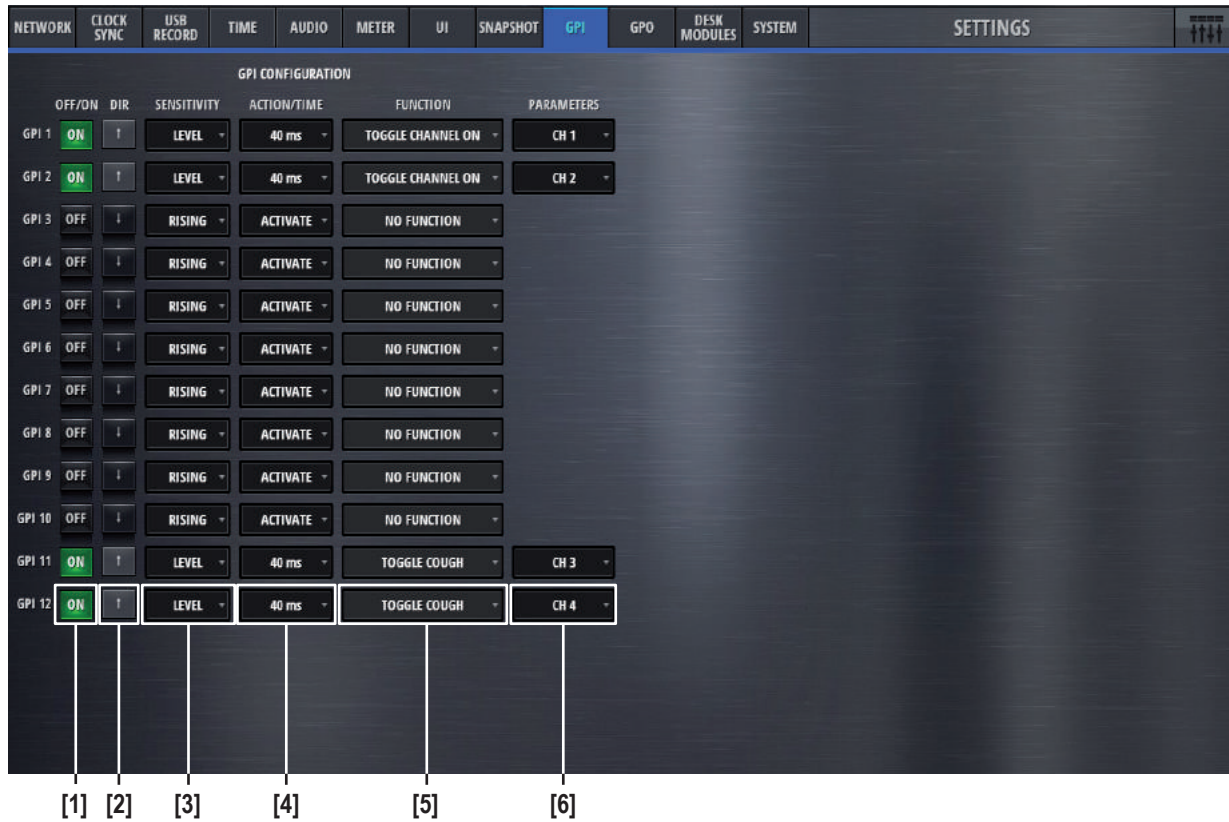 NETWORK CLOCK SYNC USB RECORD TIME AUDIO METER UI SNAPSHOT GPI GPO DESK MODULES SYSTEM SETTINGS
GPI CONFIGURATION
OFF/ON DIR SENSITIVITY ACTION/TIME FUNCTION PARAMETERS
GPI 1 ON ↑ LEVEL 40 ms TOGGLE CHANNEL ON CH 1
GPI 2 ON ↑ LEVEL 40 ms TOGGLE CHANNEL ON CH 2
GPI 3 OFF ↓ RISING ACTIVATE NO FUNCTION
GPI 4 OFF ↓ RISING ACTIVATE NO FUNCTION
GPI 5 OFF ↓ RISING ACTIVATE NO FUNCTION
GPI 6 OFF ↓ RISING ACTIVATE NO FUNCTION
GPI 7 OFF ↓ RISING ACTIVATE NO FUNCTION
GPI 8 OFF ↓ RISING ACTIVATE NO FUNCTION
GPI 9 OFF ↓ RISING ACTIVATE NO FUNCTION
GPI 10 OFF ↓ RISING ACTIVATE NO FUNCTION
GPI 11 ON ↑ LEVEL 40 ms TOGGLE COUGH CH 3
GPI 12 ON ↑ LEVEL 40 ms TOGGLE COUGH CH 4
[1] [2] [3] [4] [5] [6]